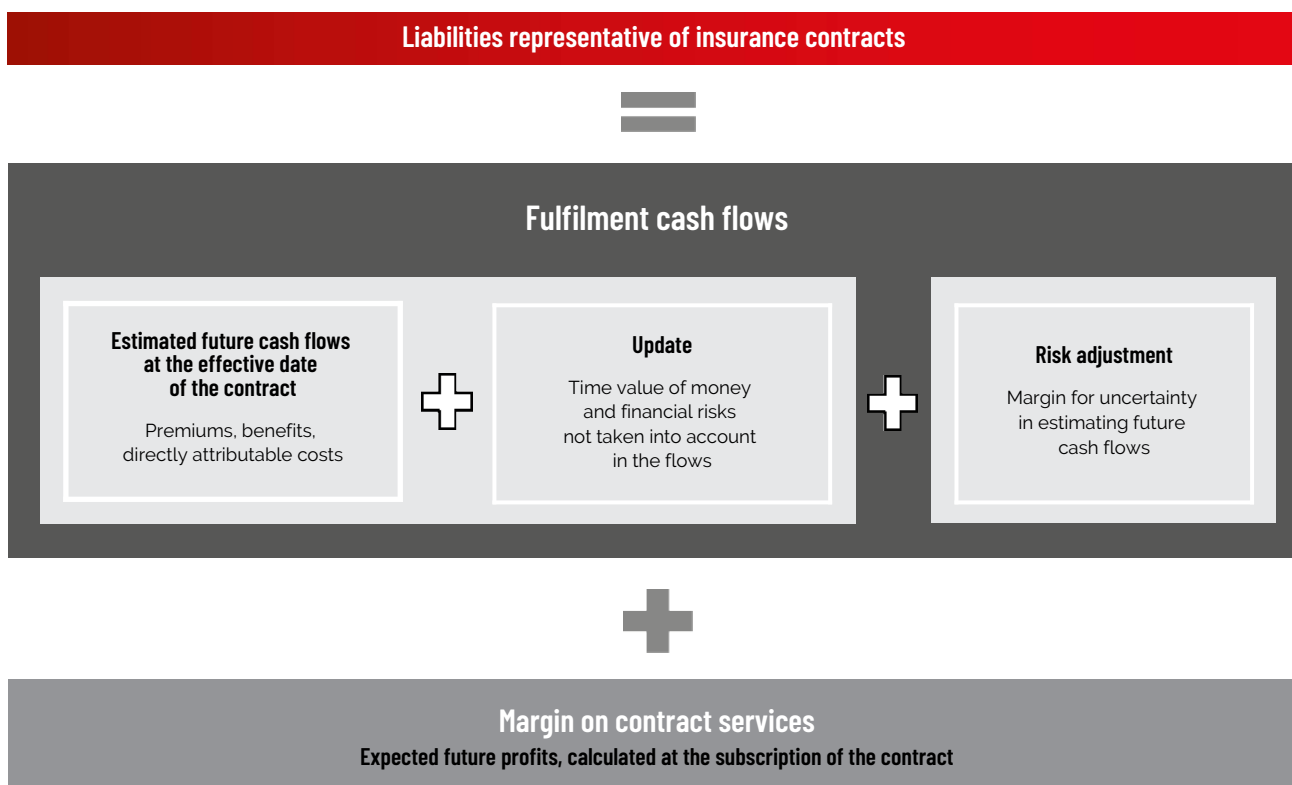 Liabilities representative of insurance contracts
Fulfilment cash flows
Estimated future cash flows
at the effective date
of the contract
Premiums, benefits,
directly attributable costs
Update
Time value of money
and financial risks
not taken into account
in the flows
Risk adjustment
Margin for uncertainty
in estimating future
cash flows
Margin on contract services
Expected future profits, calculated at the subscription of the contract